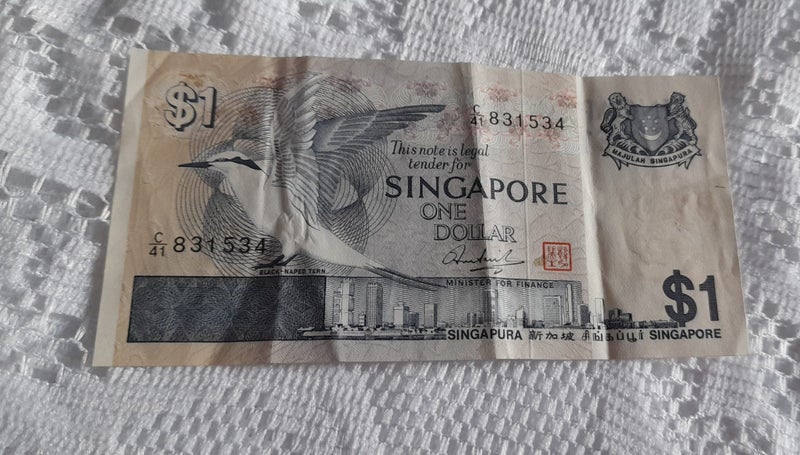 $1
C/41 831534
MAJULAH SINGAPURA
This note is legal
tender for
SINGAPORE
ONE
DOLLAR
C/41 831534
BLACK-NAPED TERN
MINISTER FOR FINANCE
$1
SINGAPURA 新加坡 சிங்கப்பூர் SINGAPORE